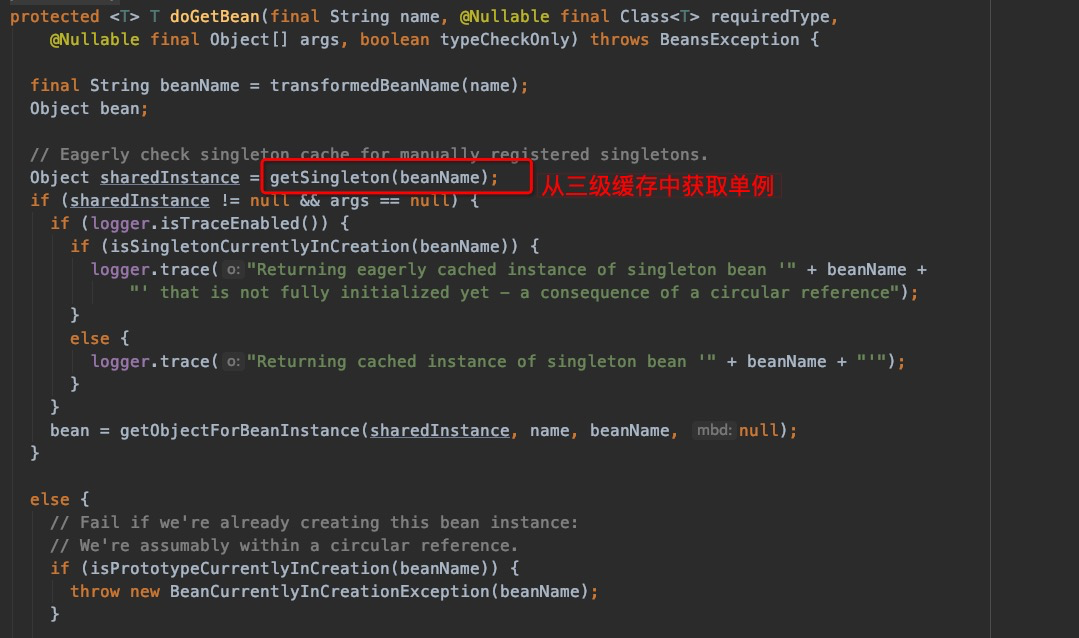 protected <T> T doGetBean(final String name, @Nullable final Class<T> requiredType,
@Nullable final Object[] args, boolean typeCheckOnly) throws BeansException {
final String beanName = transformedBeanName(name);
Object bean;
// Eagerly check singleton cache for manually registered singletons.
Object sharedInstance = getSingleton(beanName); 从三级缓存中获取单例
if (sharedInstance != null && args == null) {
if (logger.isTraceEnabled()) {
if (isSingletonCurrentlyInCreation(beanName)) {
logger.trace( o: "Returning eagerly cached instance of singleton bean '" + beanName +
"' that is not fully initialized yet - a consequence of a circular reference");
}
else {
logger.trace( o: "Returning cached instance of singleton bean '" + beanName + "'");
}
}
bean = getObjectForBeanInstance(sharedInstance, name, beanName, mbd: null);
}
else {
// Fail if we're already creating this bean instance:
// We're assumably within a circular reference.
if (isPrototypeCurrentlyInCreation(beanName)) {
throw new BeanCurrentlyInCreationException(beanName);
}